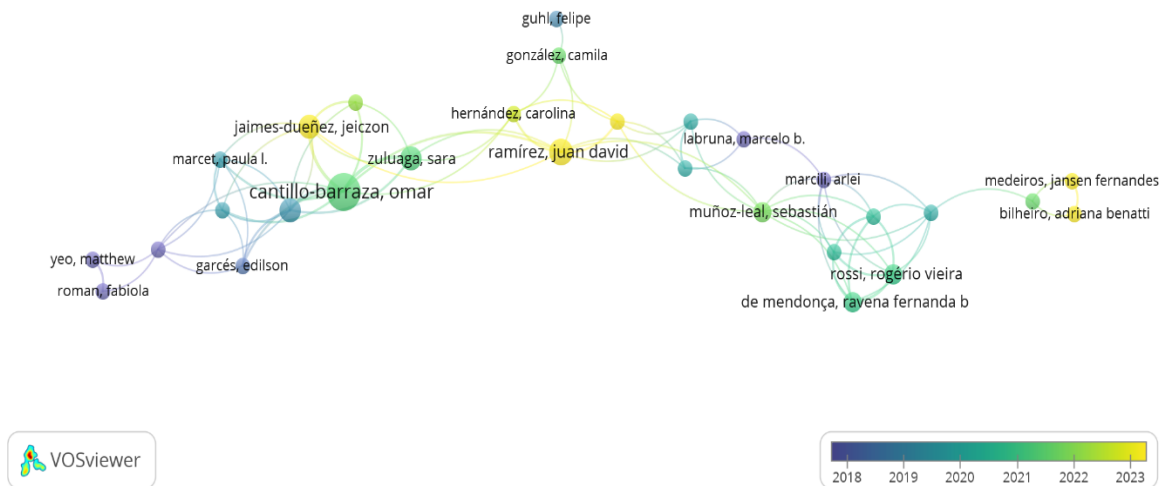 guhl, felipe
gonzález, camila
hernández, carolina
jaimes-dueñez, jeiczon
labruna, marcelo b.
ramírez, juan david
marcet, paula l.
zuluaga, sara
cantillo-barraza, omar
marcili, arlei
medeiros, jansen fernandes
muñoz-leal, sebastián
bilheiro, adriana benatti
yeo, matthew
garcés, edilson
rossi, rogério vieira
roman, fabiola
de mendonça, ravena fernanda b
VOSviewer
2018 2019 2020 2021 2022 2023